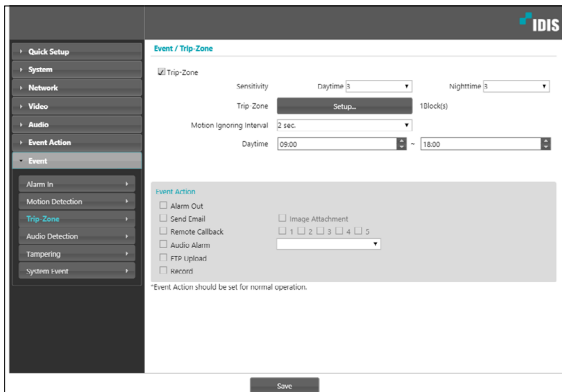 IDIS
Quick Setup
System
Network
Video
Audio
Event Action
Event
Alarm In
Motion Detection
Trip-Zone
Audio Detection
Tampering
System Event
Event / Trip-Zone
Trip-Zone
Sensitivity Daytime 3 Nighttime 3
Trip Zone Setup... 1Block(s)
Motion Ignoring Interval 2 sec.
Daytime 09:00 ~ 18:00
Event Action
Alarm Out
Send Email Image Attachment
Remote Callback 1 2 3 4 5
Audio Alarm
FTP Upload
Record
*Event Action should be set for normal operation.
Save